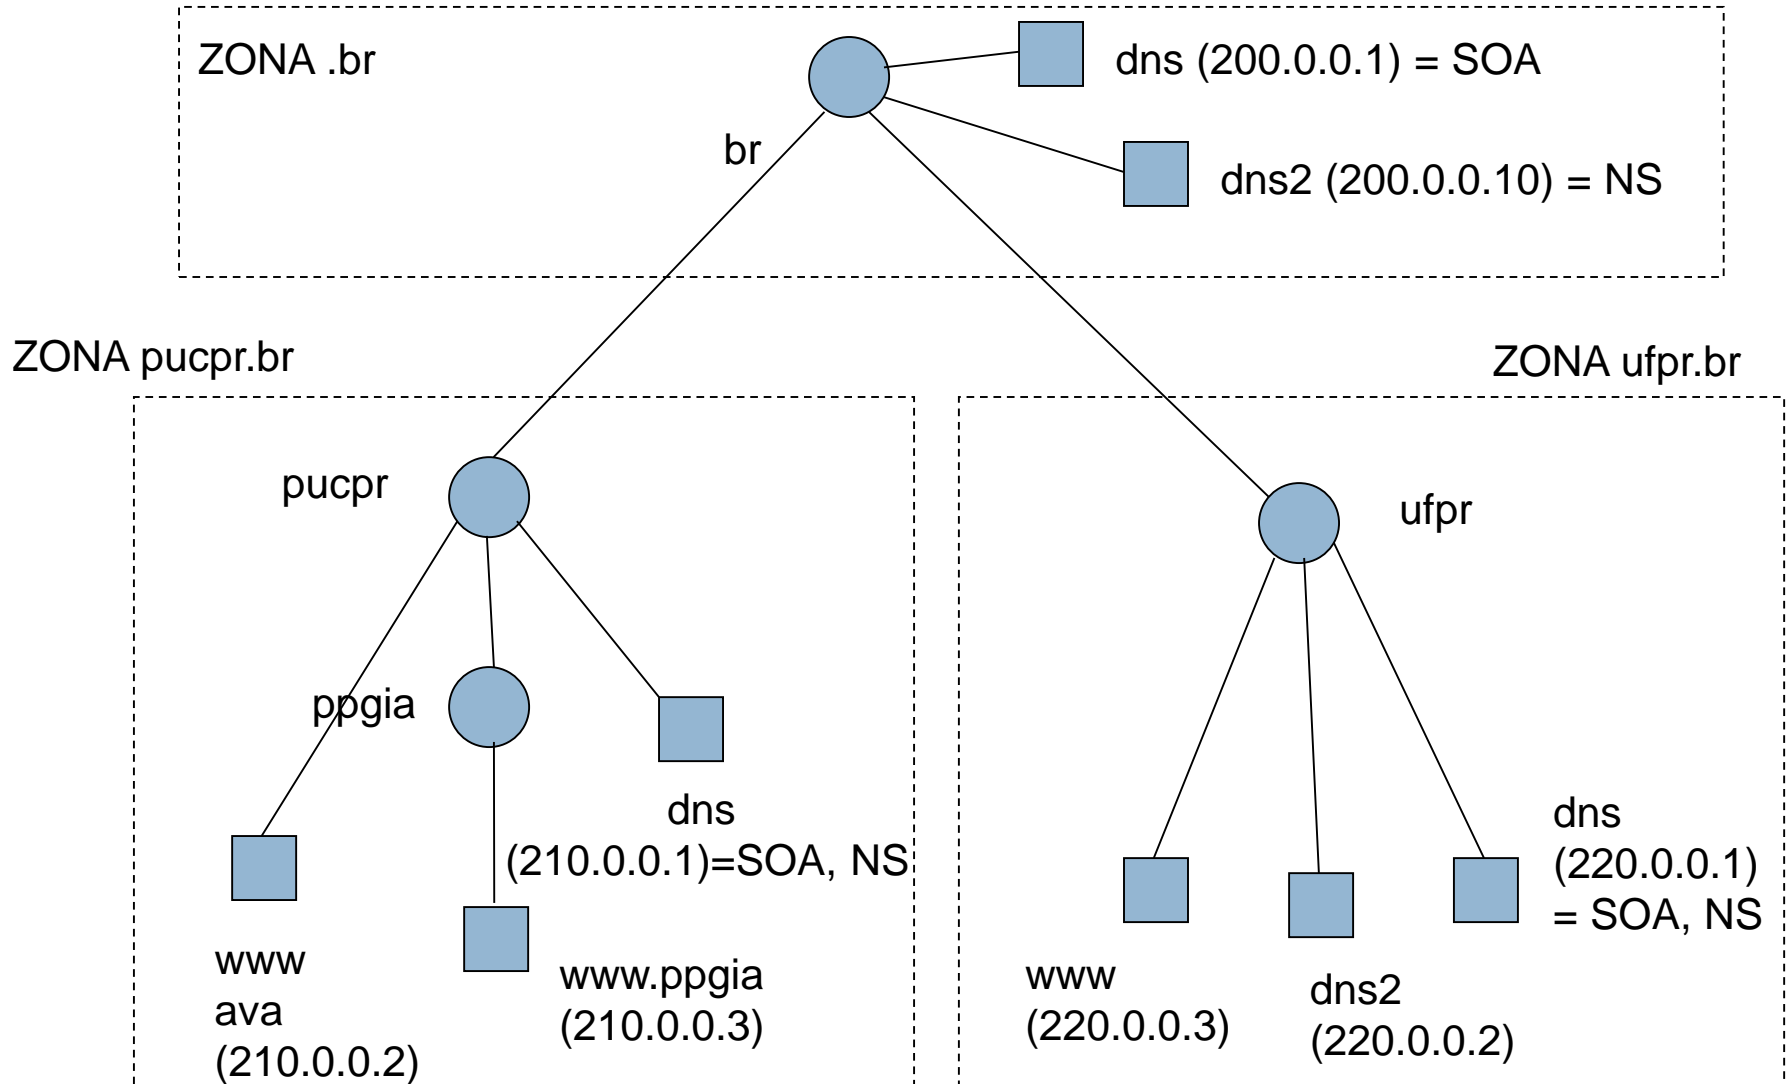 ZONA .br
dns (200.0.0.1) = SOA
br
dns2 (200.0.0.10) = NS
ZONA pucpr.br
ZONA ufpr.br
pucpr
ufpr
ppgia
dns
(210.0.0.1)=SOA, NS
dns
(220.0.0.1)
= SOA, NS
www
ava
(210.0.0.2)
www.ppgia
(210.0.0.3)
www
(220.0.0.3)
dns2
(220.0.0.2)